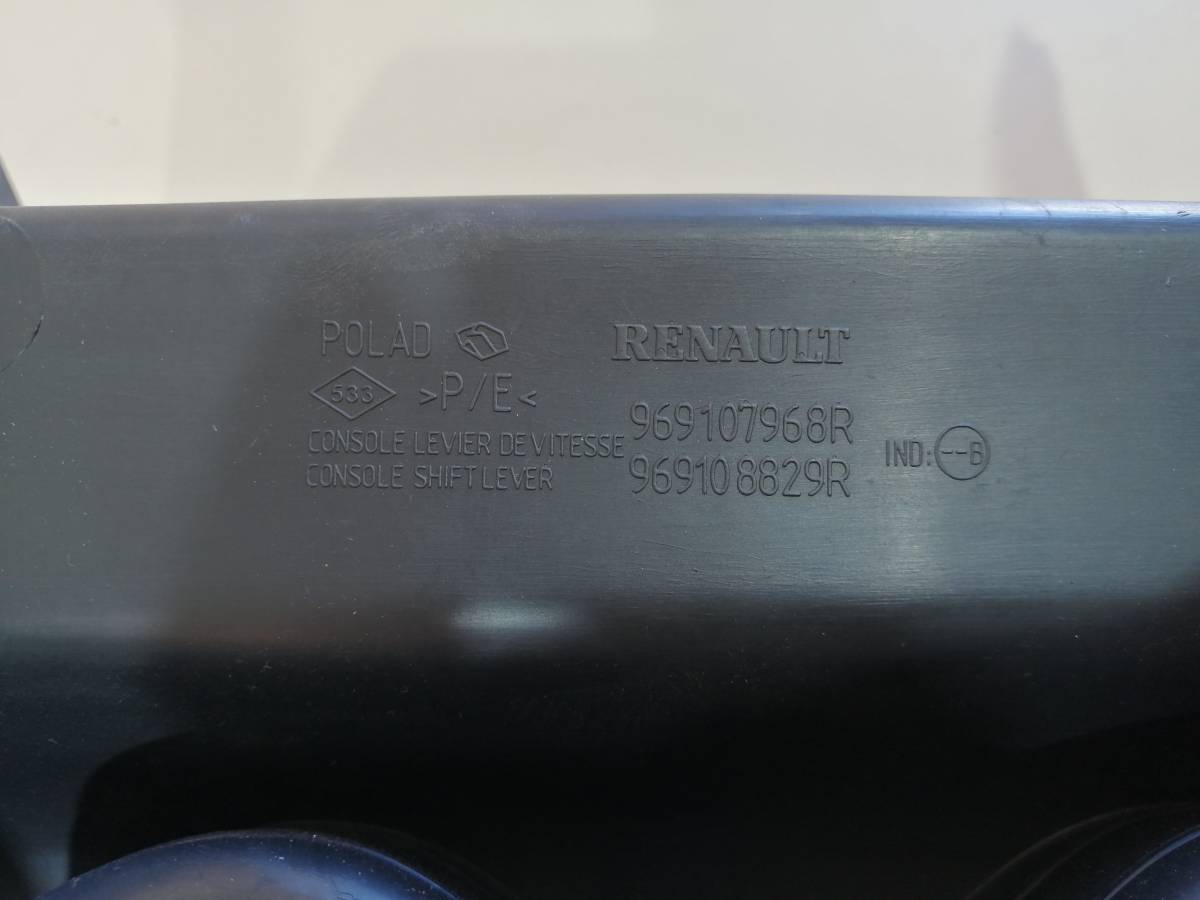 POLAD
533 >P/E<
CONSOLE LEVIER DE VITESSE
CONSOLE SHIFT LEVER
RENAULT
969107968R
969108829R
IND: --B